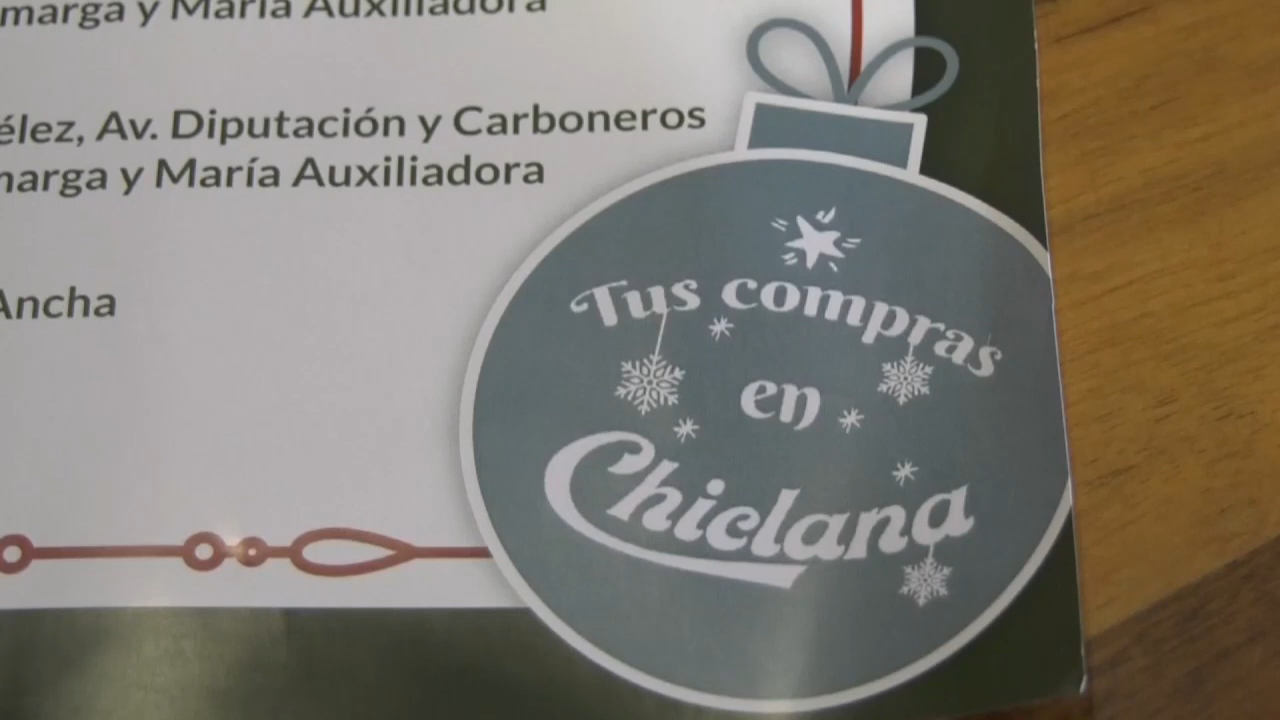 marga y María Auxiliadora
élez, Av. Diputación y Carboneros
marga y María Auxiliadora
Ancha
Tus compras
en
Chiclana